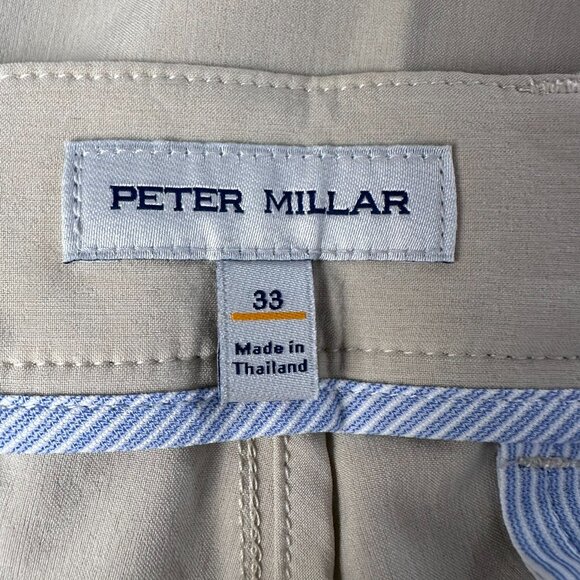 PETER MILLAR
33
Made in
Thailand